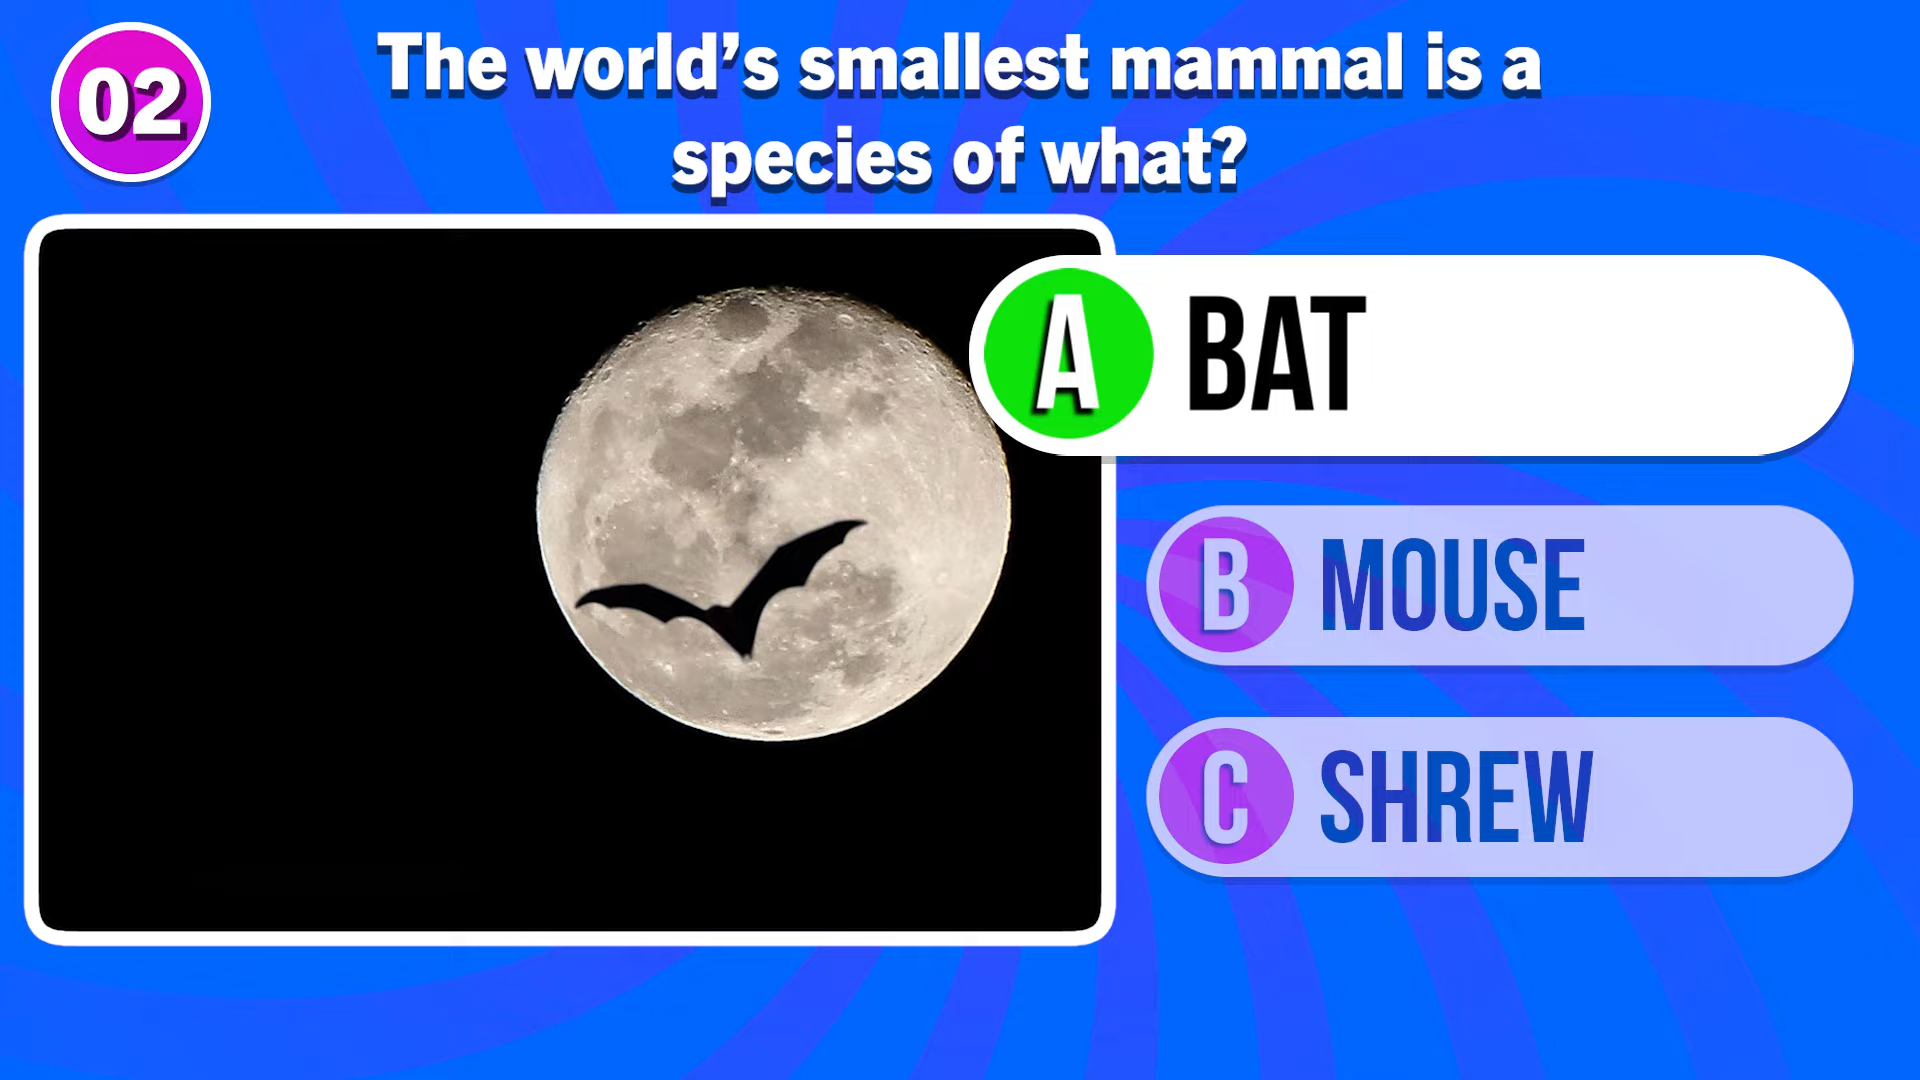 02
The world’s smallest mammal is a
species of what?
A BAT
B MOUSE
C SHREW